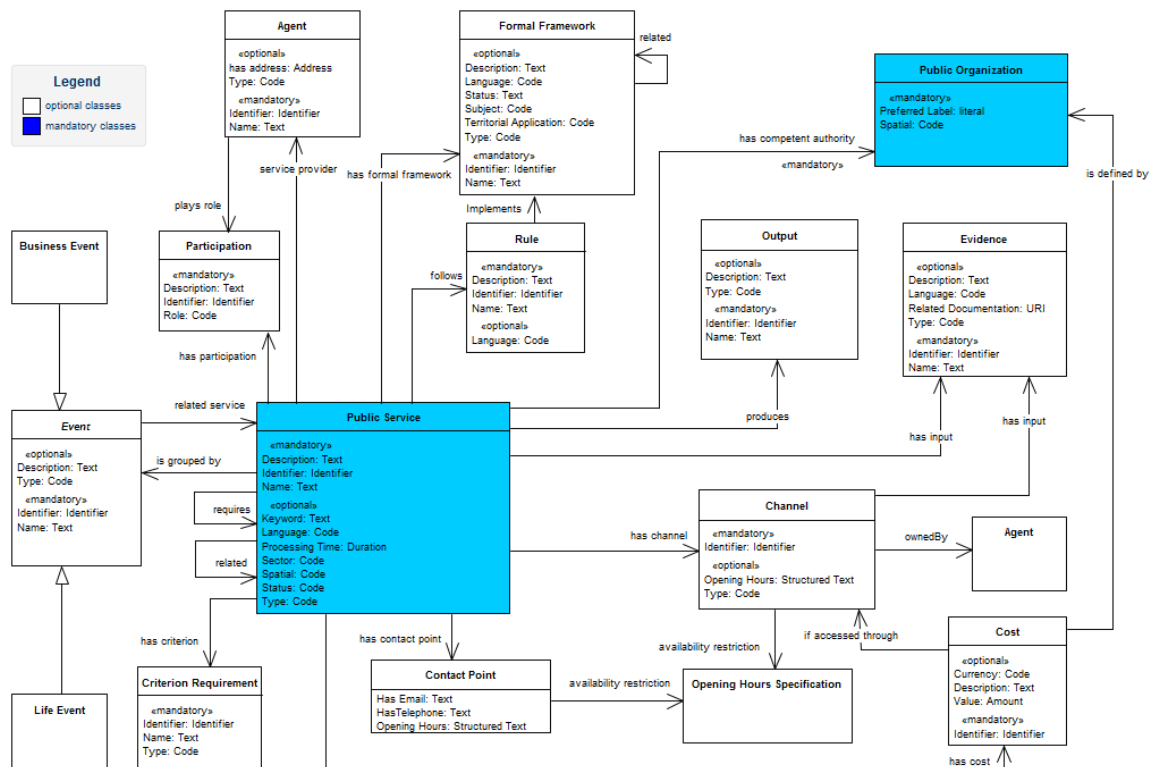 Legend
optional classes
mandatory classes
Agent
«optional»
has address: Address
Type: Code
«mandatory»
Identifier: Identifier
Name: Text
Formal Framework
«optional»
Description: Text
Language: Code
Status: Text
Subject: Code
Territorial Application: Code
Type: Code
«mandatory»
Identifier: Identifier
Name: Text
related
Public Organization
«mandatory»
Preferred Label: literal
Spatial: Code
has competent authority
«mandatory»
is defined by
service provider
has formal framework
plays role
Implements
Business Event
Participation
«mandatory»
Description: Text
Identifier: Identifier
Role: Code
has participation
follows
Rule
«mandatory»
Description: Text
Identifier: Identifier
Name: Text
«optional»
Language: Code
Output
«optional»
Description: Text
Type: Code
«mandatory»
Identifier: Identifier
Name: Text
Evidence
«optional»
Description: Text
Language: Code
Related Documentation: URI
Type: Code
«mandatory»
Identifier: Identifier
Name: Text
related service
is grouped by
produces
has input
has input
Event
«optional»
Description: Text
Type: Code
«mandatory»
Identifier: Identifier
Name: Text
Public Service
«mandatory»
Description: Text
Identifier: Identifier
Name: Text
«optional»
Keyword: Text
Language: Code
Processing Time: Duration
Sector: Code
Spatial: Code
Status: Code
Type: Code
requires
related
has channel
Channel
«mandatory»
Identifier: Identifier
«optional»
Opening Hours: Structured Text
Type: Code
ownedBy
Agent
has criterion
has contact point
if accessed through
availability restriction
availability restriction
Life Event
Criterion Requirement
«mandatory»
Identifier: Identifier
Name: Text
Type: Code
Contact Point
Has Email: Text
HasTelephone: Text
Opening Hours: Structured Text
Opening Hours Specification
Cost
«optional»
Currency: Code
Description: Text
Value: Amount
«mandatory»
Identifier: Identifier
has cost